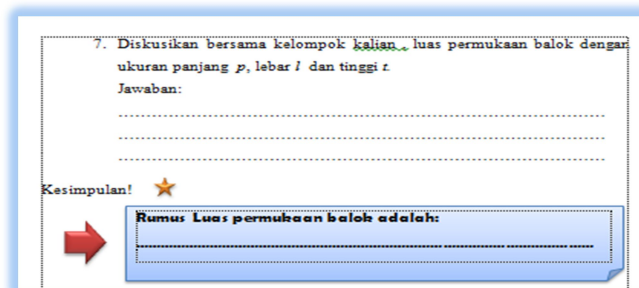 7. Diskusikan bersama kelompok kalian , luas permukaan balok dengan
ukuran panjang p, lebar l dan tinggi t.
Jawaban:
Kesimpulan!
Rumus Luas permukaan balok adalah: